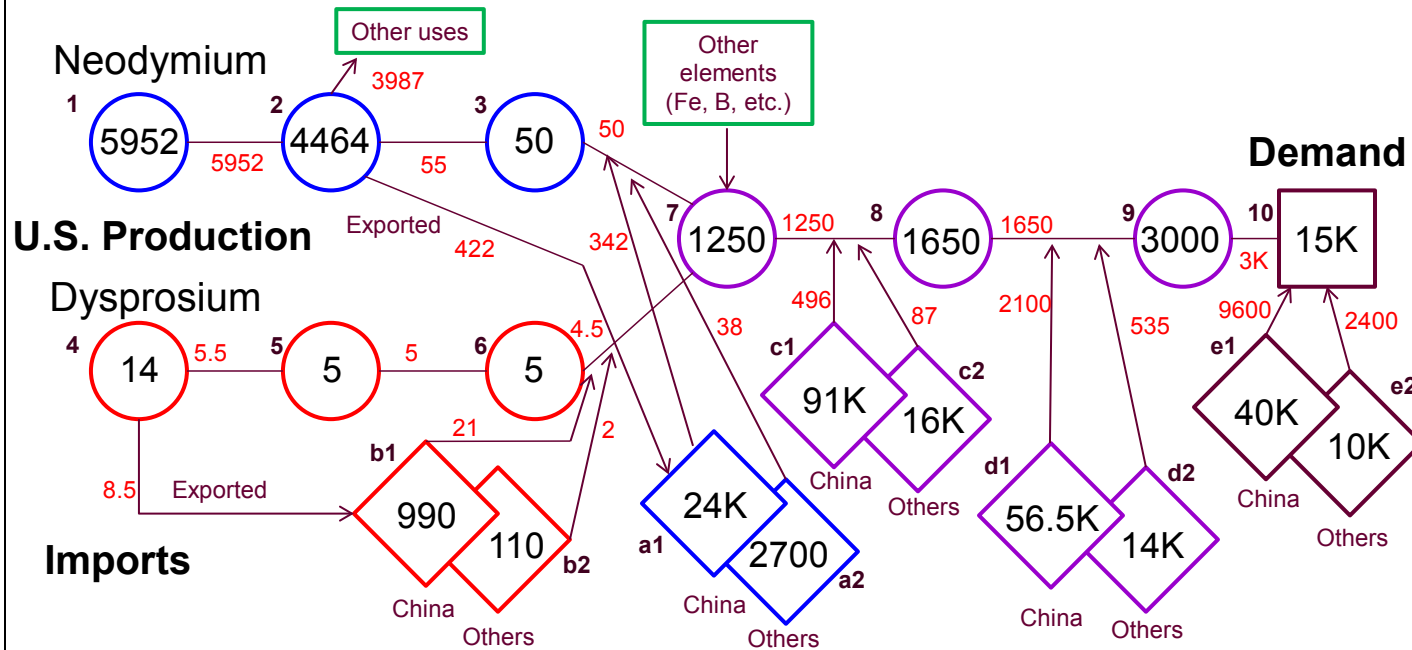 Other uses
Neodymium
3987
Other
elements
(Fe, B, etc.)
1
2
3
5952
4464
50
5952
55
50
Demand
Exported
7
8
9
10
U.S. Production
422
342
1250
1250
1650
1650
3000
3K
15K
Dysprosium
4
5
6
14
5.5
5
5
5
4.5
38
496
87
2100
535
9600
2400
c1
c2
e1
e2
91K
16K
40K
10K
21
2
b1
8.5
Exported
990
110
b2
24K
2700
a1
a2
China
Others
d1
d2
56.5K
14K
China
Others
Imports
China
Others
China
Others
China
Others